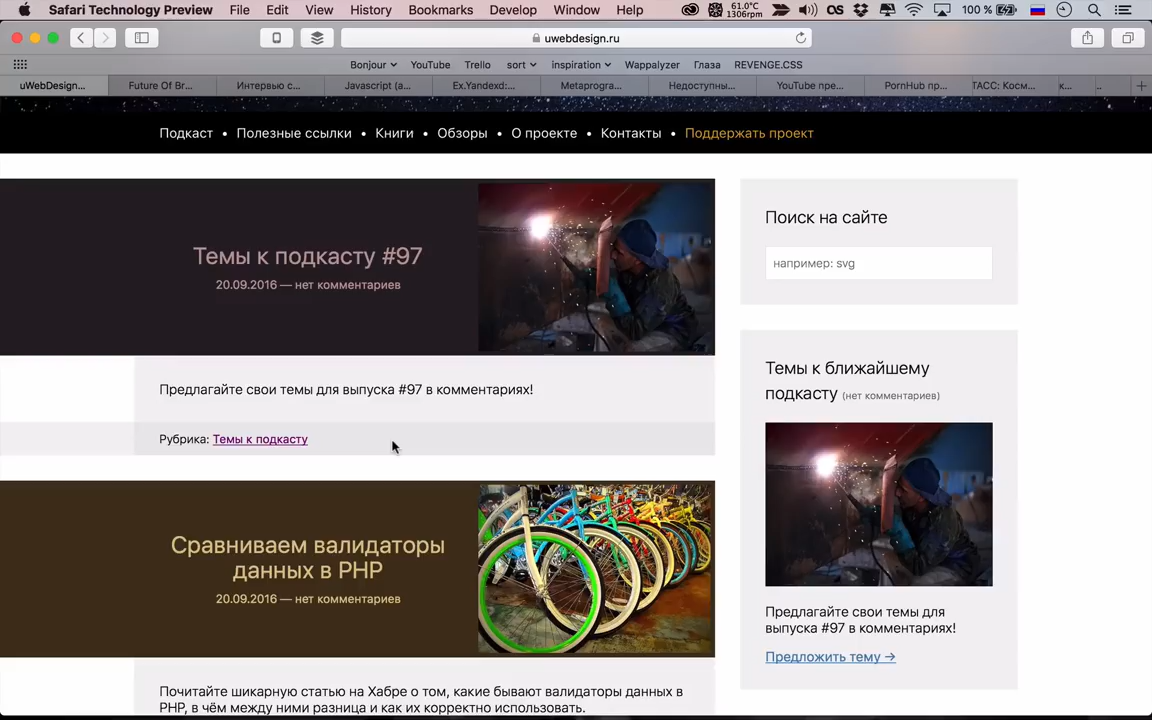 Safari Technology Preview File Edit View History Bookmarks Develop Window Help 61.0°C 1306rpm 100 %
uwebdesign.ru
Bonjour YouTube Trello sort inspiration Wappalyzer Глаза REVENGE.CSS
uWebDesign... Future Of Br... Интервью с... Javascript (a... Ex.Yandexd:... Metaprogra... Недоступны... YouTube пре... PornHub пр... ТАСС: Косм... к... ..
Подкаст • Полезные ссылки • Книги • Обзоры • О проекте • Контакты • Поддержать проект
Темы к подкасту #97
20.09.2016 — нет комментариев
Предлагайте свои темы для выпуска #97 в комментариях!
Рубрика: Темы к подкасту
Сравниваем валидаторы
данных в PHP
20.09.2016 — нет комментариев
Почитайте шикарную статью на Хабре о том, какие бывают валидаторы данных в
PHP, в чём между ними разница и как их корректно использовать.
Поиск на сайте
например: svg
Темы к ближайшему
подкасту (нет комментариев)
Предлагайте свои темы для
выпуска #97 в комментариях!
Предложить тему →